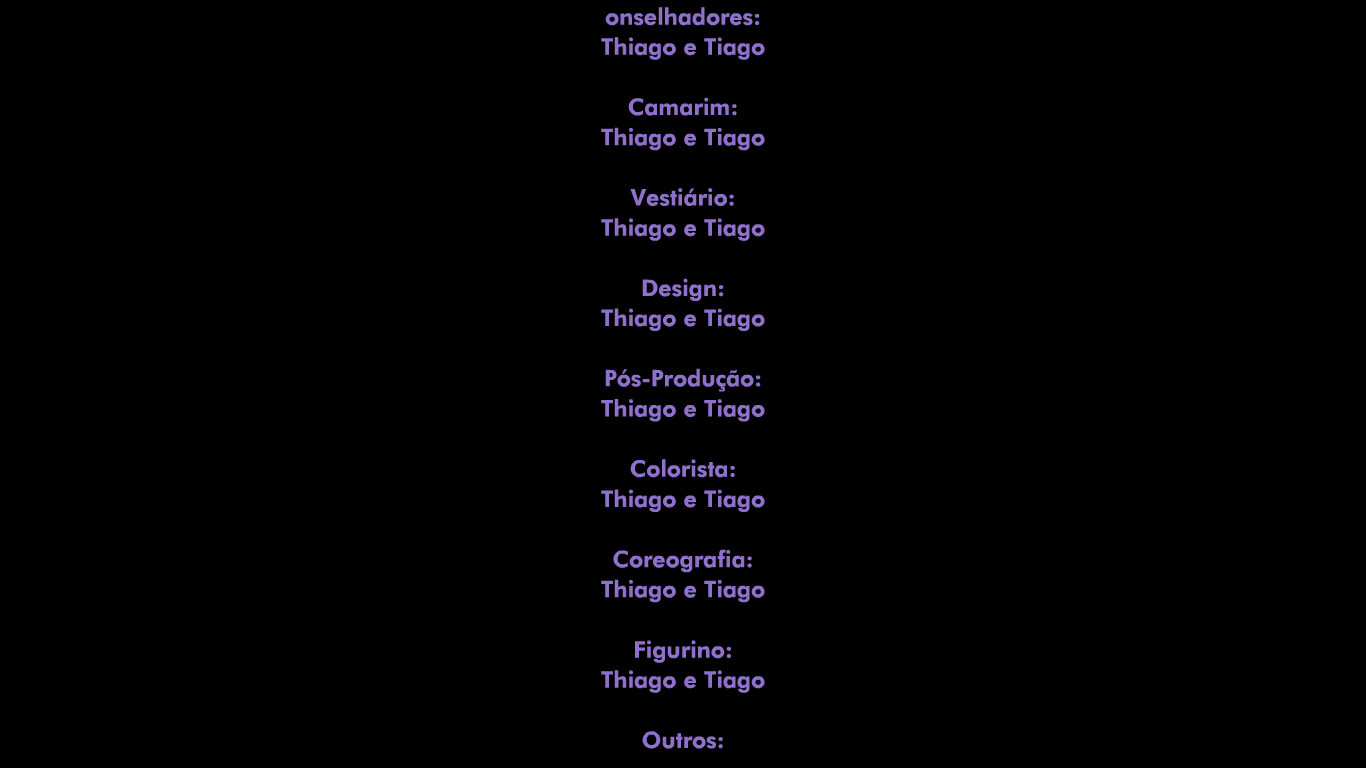 onselhadores:
Thiago e Tiago
Camarim:
Thiago e Tiago
Vestiário:
Thiago e Tiago
Design:
Thiago e Tiago
Pós-Produção:
Thiago e Tiago
Colorista:
Thiago e Tiago
Coreografia:
Thiago e Tiago
Figurino:
Thiago e Tiago
Outros: